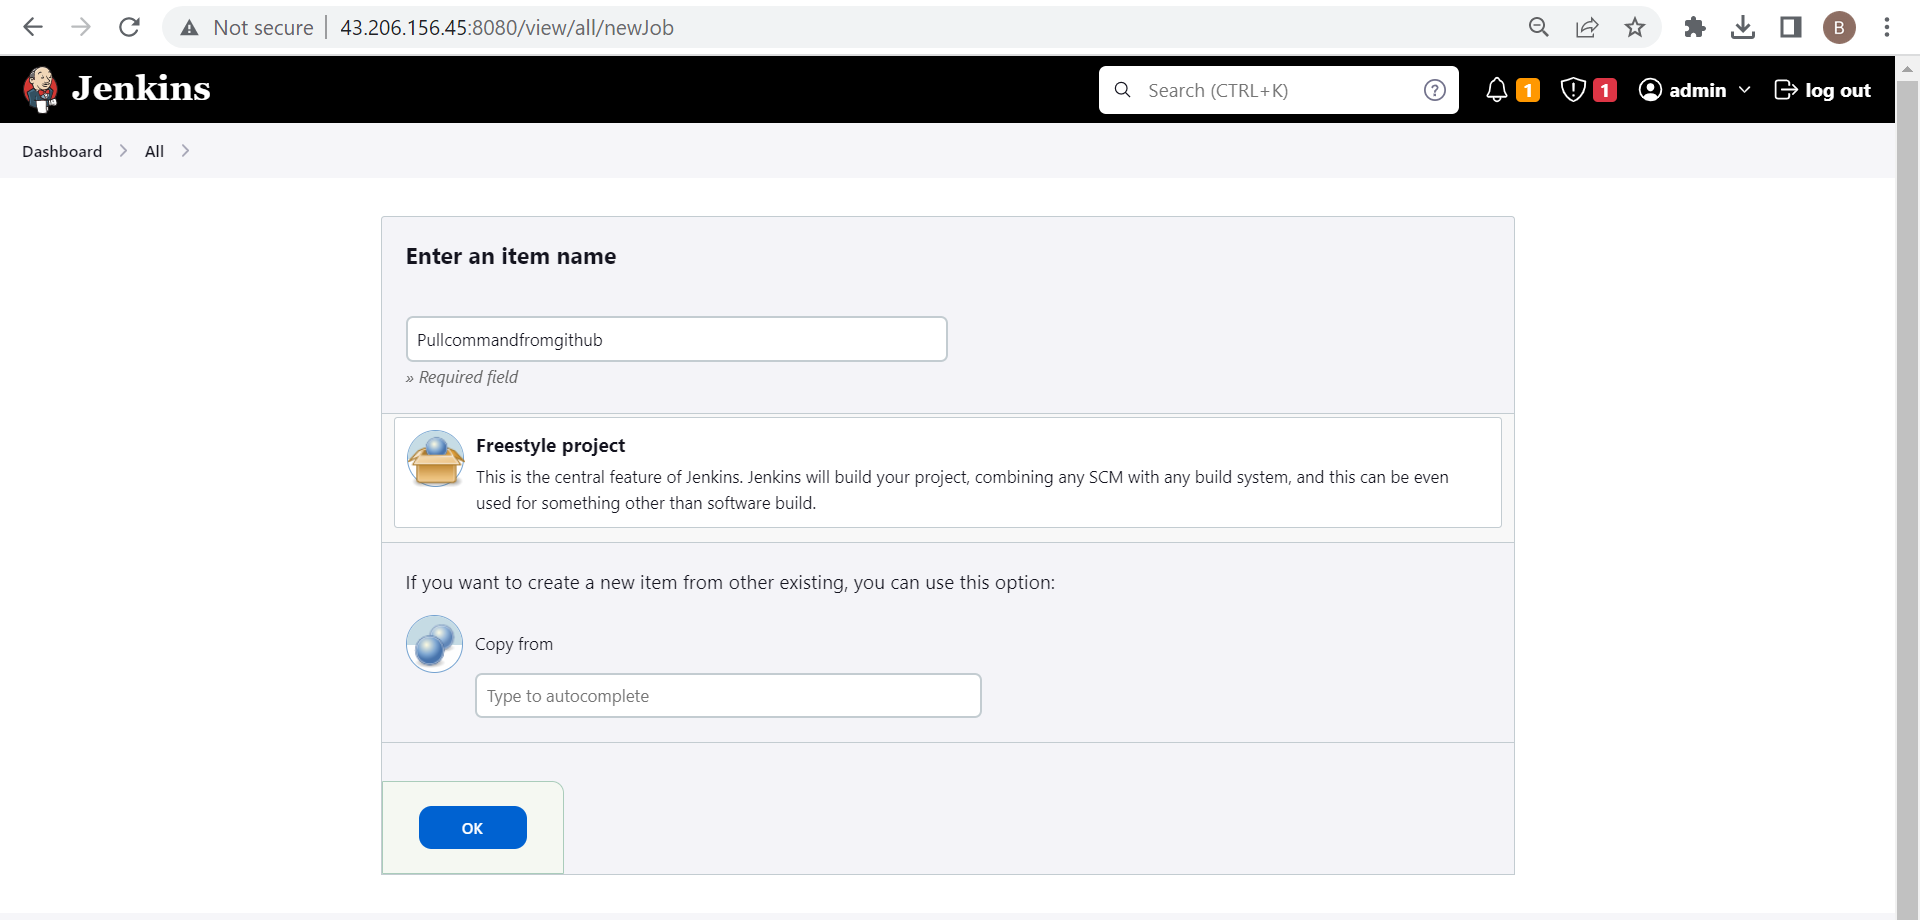 Not secure | 43.206.156.45:8080/view/all/newJob
B
Jenkins
Search (CTRL+K)
?
1
1
admin
log out
Dashboard > All >
Enter an item name
Pullcommandfromgithub
» Required field
Freestyle project
This is the central feature of Jenkins. Jenkins will build your project, combining any SCM with any build system, and this can be even
used for something other than software build.
If you want to create a new item from other existing, you can use this option:
Copy from
Type to autocomplete
OK